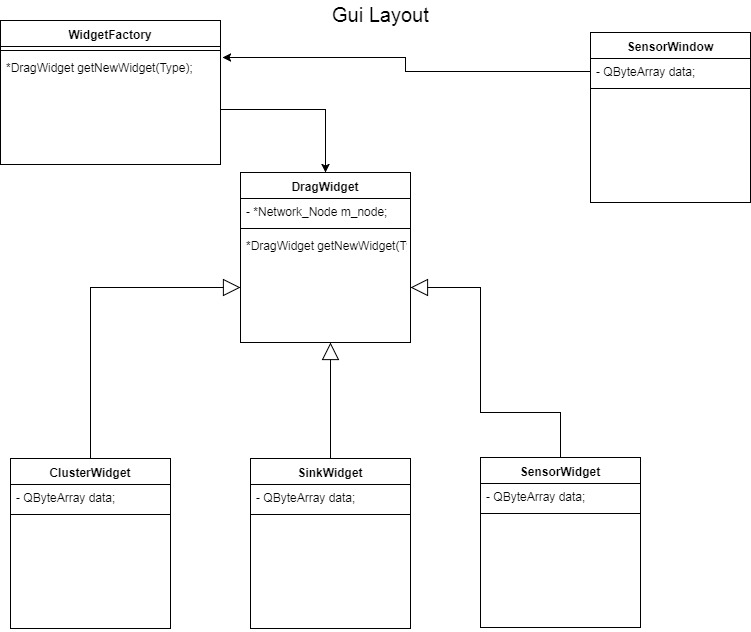 Gui Layout
WidgetFactory
*DragWidget getNewWidget(Type);
SensorWindow
- QByteArray data;
DragWidget
- *Network_Node m_node;
*DragWidget getNewWidget(T
ClusterWidget
- QByteArray data;
SinkWidget
- QByteArray data;
SensorWidget
- QByteArray data;